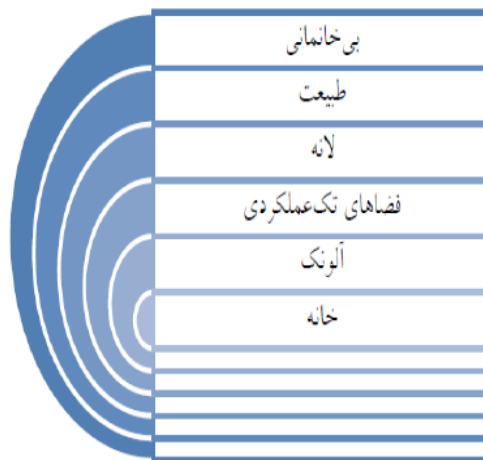 بی‌خانمانی
طبیعت
لانه
فضاهای تک‌عملکردی
آلونک
خانه